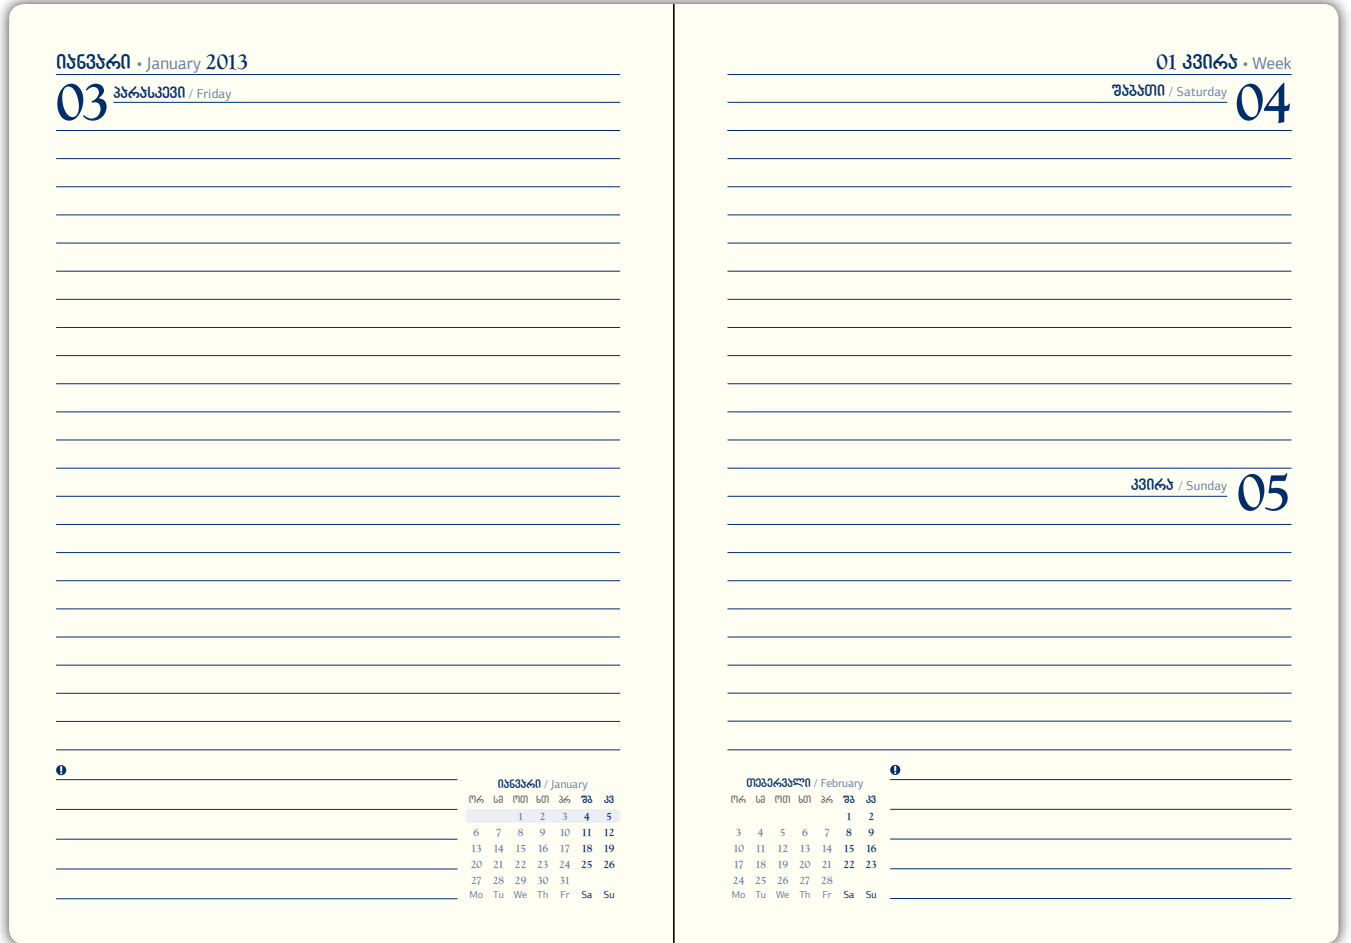 იანვარი • January 2013
03 პარასკევი / Friday
იანვარი / January
ორ სმ ოთ ხთ პრ შბ კვ
1 2 3 4 5
6 7 8 9 10 11 12
13 14 15 16 17 18 19
20 21 22 23 24 25 26
27 28 29 30 31
Mo Tu We Th Fr Sa Su
01 კვირა • Week
შაბათი / Saturday 04
კვირა / Sunday 05
თებერვალი / February
ორ სმ ოთ ხთ პრ შბ კვ
1 2
3 4 5 6 7 8 9
10 11 12 13 14 15 16
17 18 19 20 21 22 23
24 25 26 27 28
Mo Tu We Th Fr Sa Su